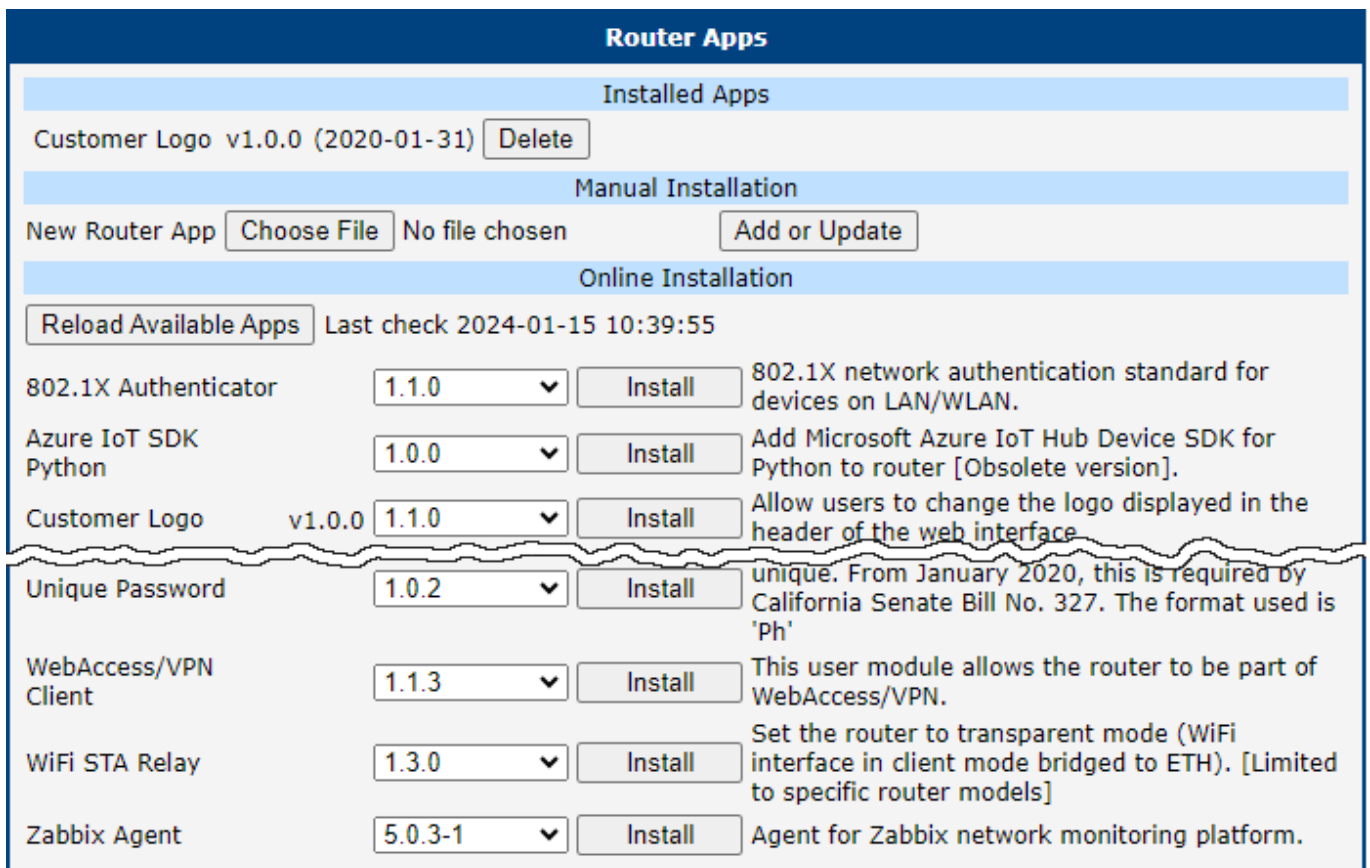 Router Apps
Installed Apps
Customer Logo v1.0.0 (2020-01-31) Delete
Manual Installation
New Router App Choose File No file chosen Add or Update
Online Installation
Reload Available Apps Last check 2024-01-15 10:39:55
802.1X Authenticator 1.1.0 Install 802.1X network authentication standard for
devices on LAN/WLAN.
Azure IoT SDK
Python 1.0.0 Install Add Microsoft Azure IoT Hub Device SDK for
Python to router [Obsolete version].
Customer Logo v1.0.0 1.1.0 Install Allow users to change the logo displayed in the
header of the web interface
Unique Password 1.0.2 Install unique. From January 2020, this is required by
California Senate Bill No. 327. The format used is
'Ph'
WebAccess/VPN
Client 1.1.3 Install This user module allows the router to be part of
WebAccess/VPN.
WiFi STA Relay 1.3.0 Install Set the router to transparent mode (WiFi
interface in client mode bridged to ETH). [Limited
to specific router models]
Zabbix Agent 5.0.3-1 Install Agent for Zabbix network monitoring platform.